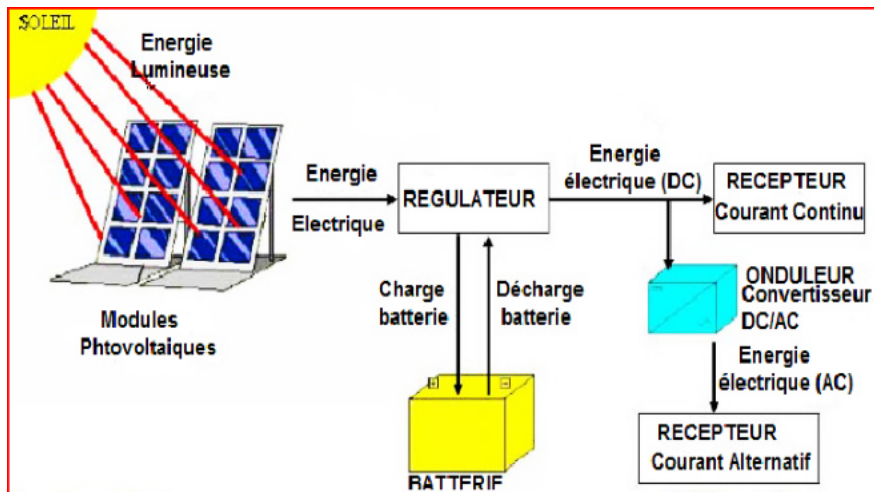 SOLEIL
Energie
Lumineuse
Energie
Electrique
REGULATEUR
Energie
électrique (DC)
RECEPTEUR
Courant Continu
Modules
Phtovoltaiques
Charge
batterie
Décharge
batterie
ONDULEUR
Convertisseur
DC/AC
Energie
électrique (AC)
BATTERIE
RECEPTEUR
Courant Alternatif